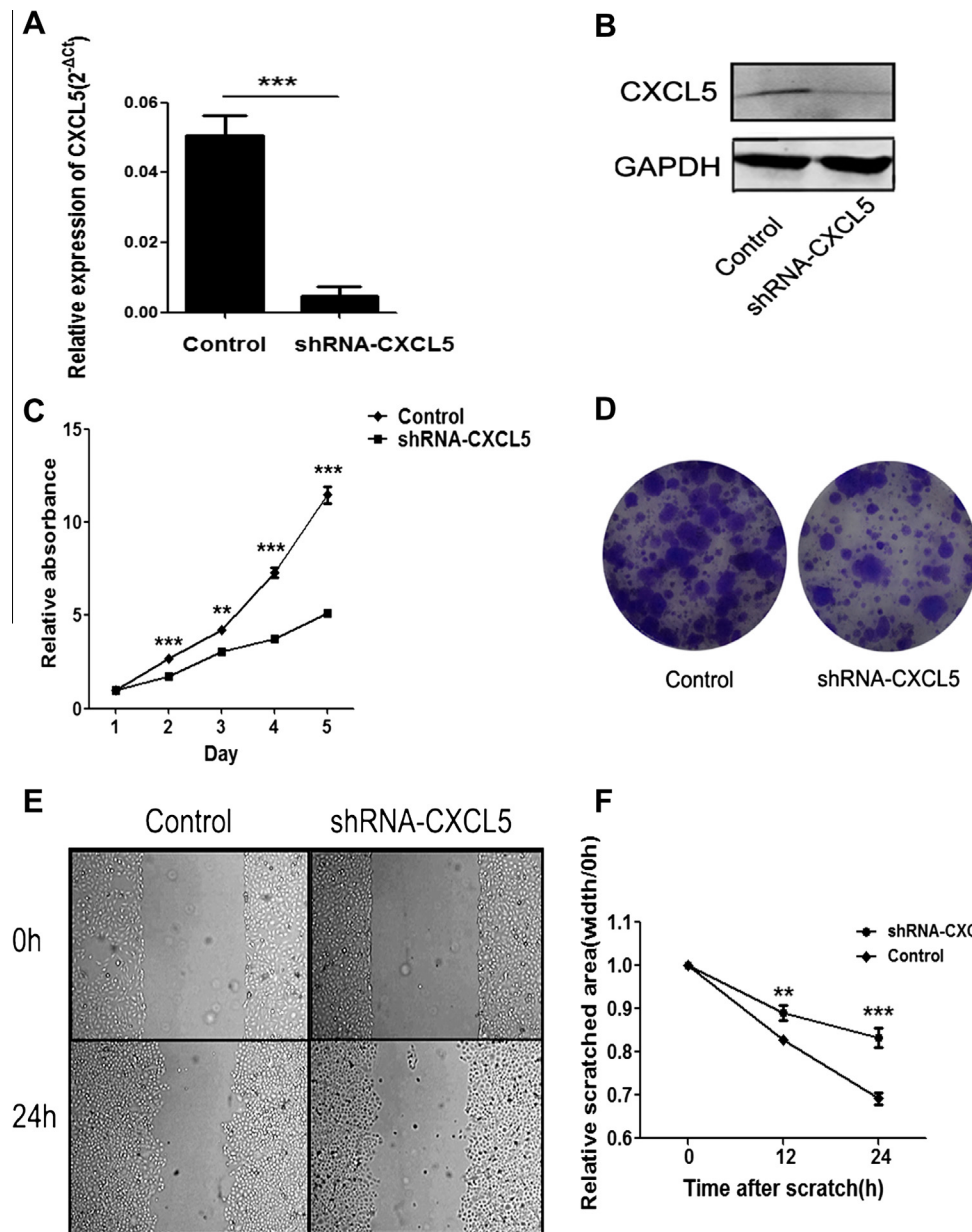 A
Relative expression of CXCL5(2^-ΔCt)
***
0.06
0.04
0.02
0.00
Control
shRNA-CXCL5
B
CXCL5
GAPDH
Control
shRNA-CXCL5
C
Control
shRNA-CXCL5
Relative absorbance
15
10
5
0
***
**
***
***
1 2 3 4 5
Day
D
Control
shRNA-CXCL5
E
Control
shRNA-CXCL5
0h
24h
F
Relative scratched area(width/0h)
1.1
1.0
0.9
0.8
0.7
0.6
shRNA-CXC
Control
**
***
0 12 24
Time after scratch(h)